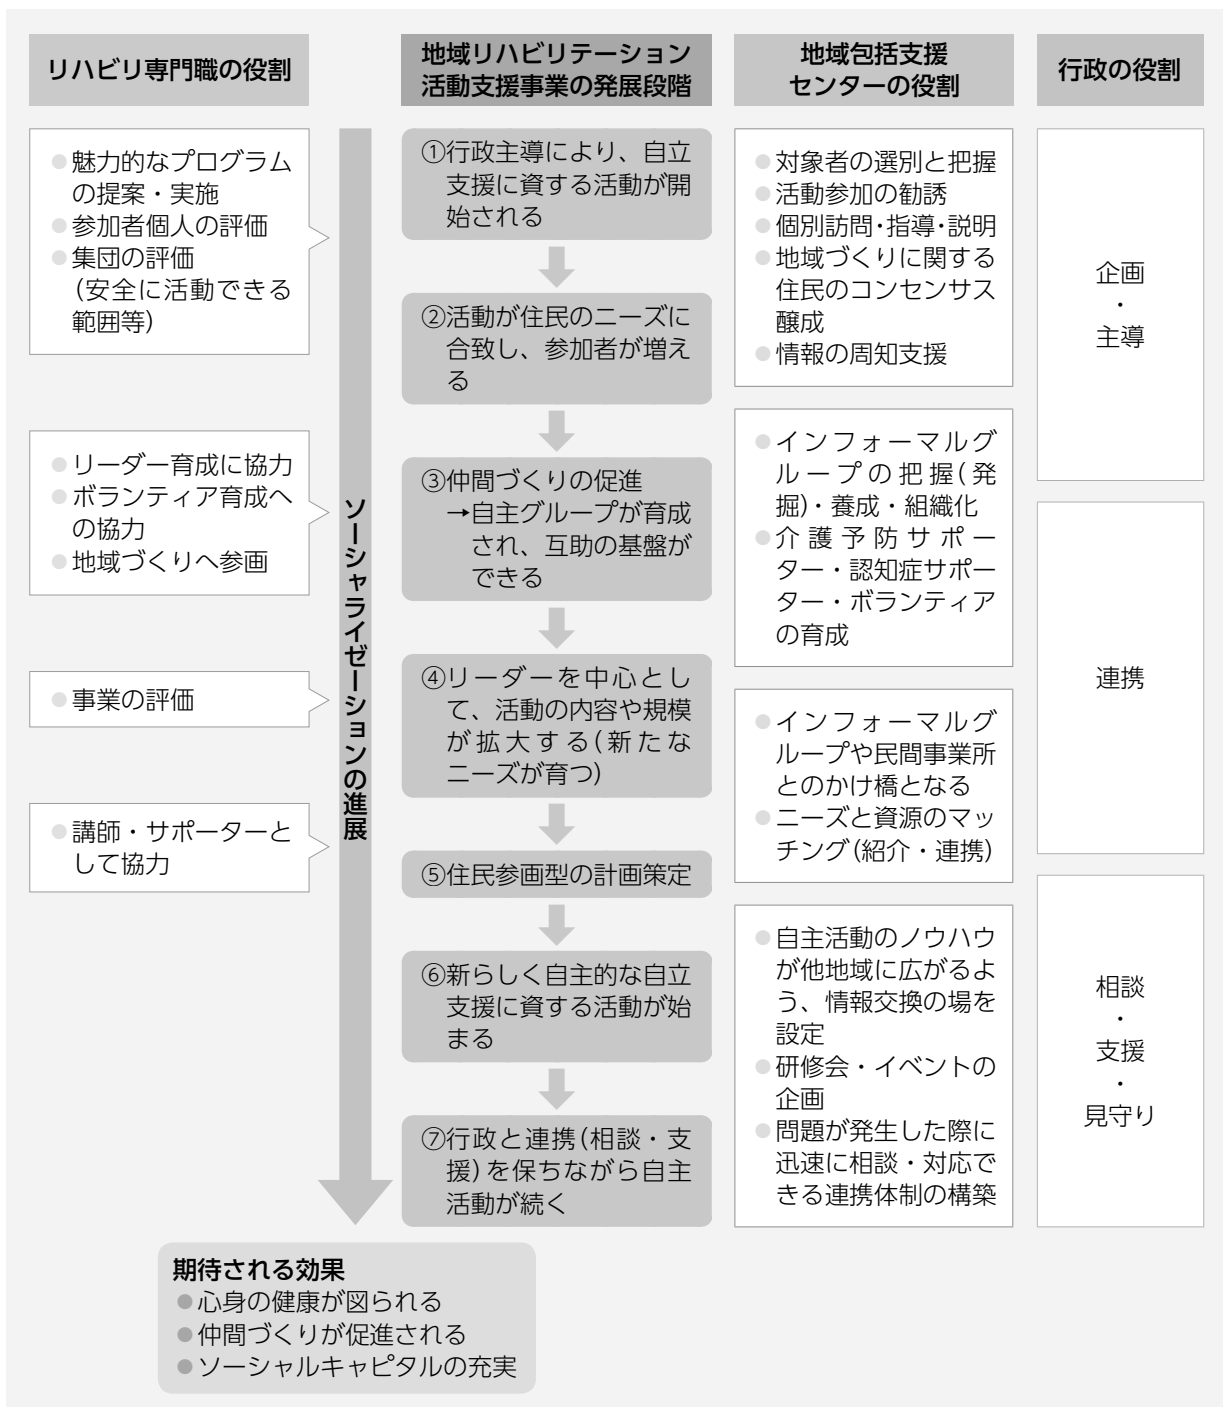 リハビリ専門職の役割
●魅力的なプログラム
の提案・実施
●参加者個人の評価
●集団の評価
(安全に活動できる
範囲等)
●リーダー育成に協力
●ボランティア育成へ
の協力
●地域づくりへ参画
●事業の評価
●講師・サポーターと
して協力
ソーシャライゼーションの進展
地域リハビリテーション
活動支援事業の発展段階
①行政主導により、自立
支援に資する活動が開
始される
②活動が住民のニーズに
合致し、参加者が増え
る
③仲間づくりの促進
→自主グループが育成
され、互助の基盤が
できる
④リーダーを中心とし
て、活動の内容や規模
が拡大する(新たな
ニーズが育つ)
⑤住民参画型の計画策定
⑥新らしく自主的な自立
支援に資する活動が始
まる
⑦行政と連携(相談・支
援)を保ちながら自主
活動が続く
地域包括支援
センターの役割
●対象者の選別と把握
●活動参加の勧誘
●個別訪問・指導・説明
●地域づくりに関する
住民のコンセンサス
醸成
●情報の周知支援
●インフォーマルグ
ループの把握(発
掘)・養成・組織化
●介護予防サポー
ター・認知症サポー
ター・ボランティア
の育成
●インフォーマルグ
ループや民間事業所
とのかけ橋となる
●ニーズと資源のマッ
チング(紹介・連携)
●自主活動のノウハウ
が他地域に広がるよ
う、情報交換の場を
設定
●研修会・イベントの
企画
●問題が発生した際に
迅速に相談・対応で
きる連携体制の構築
行政の役割
企画
・
主導
連携
相談
・
支援
・
見守り
期待される効果
●心身の健康が図られる
●仲間づくりが促進される
●ソーシャルキャピタルの充実